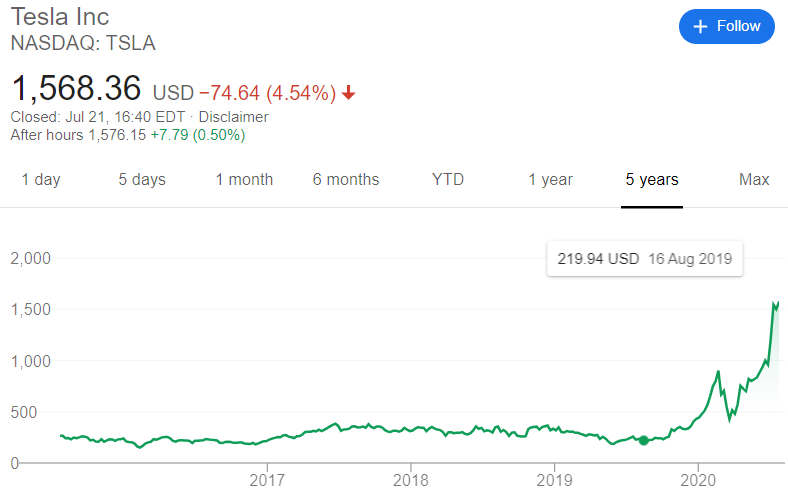 Tesla Inc
NASDAQ: TSLA
+ Follow
1,568.36 USD −74.64 (4.54%)
Closed: Jul 21, 16:40 EDT · Disclaimer
After hours 1,576.15 +7.79 (0.50%)
1 day 5 days 1 month 6 months YTD 1 year 5 years Max
219.94 USD 16 Aug 2019
2,000
1,500
1,000
500
0
2017 2018 2019 2020